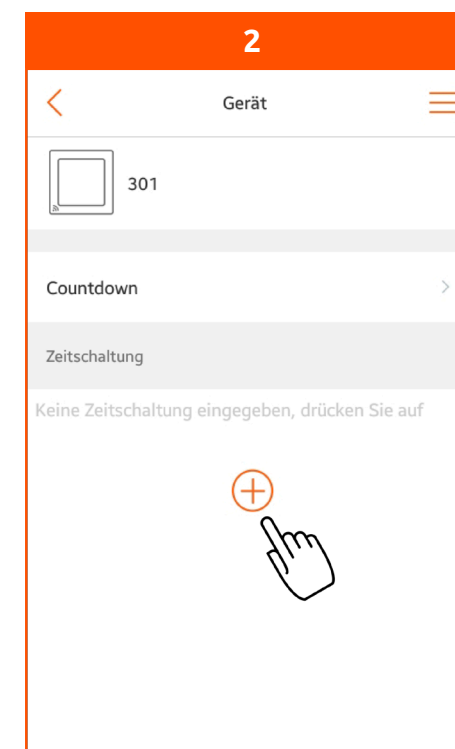 2
Gerät
301
Countdown
Zeitschaltung
Keine Zeitschaltung eingegeben, drücken Sie auf